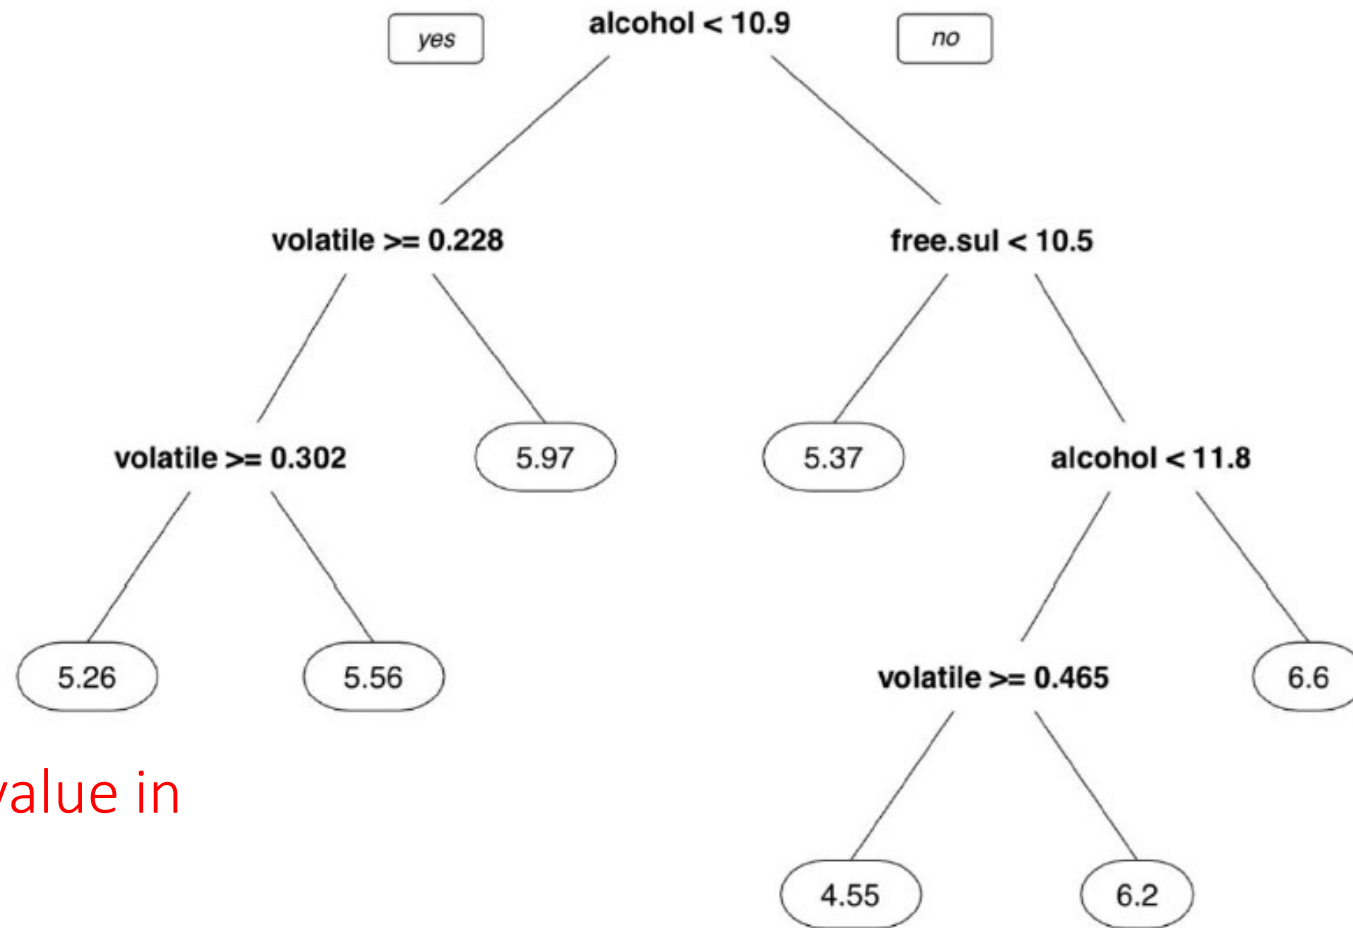 alcohol < 10.9
yes
no
volatile >= 0.228
free.sul < 10.5
volatile >= 0.302
5.97
5.37
alcohol < 11.8
5.26
5.56
volatile >= 0.465
6.6
value in
4.55
6.2